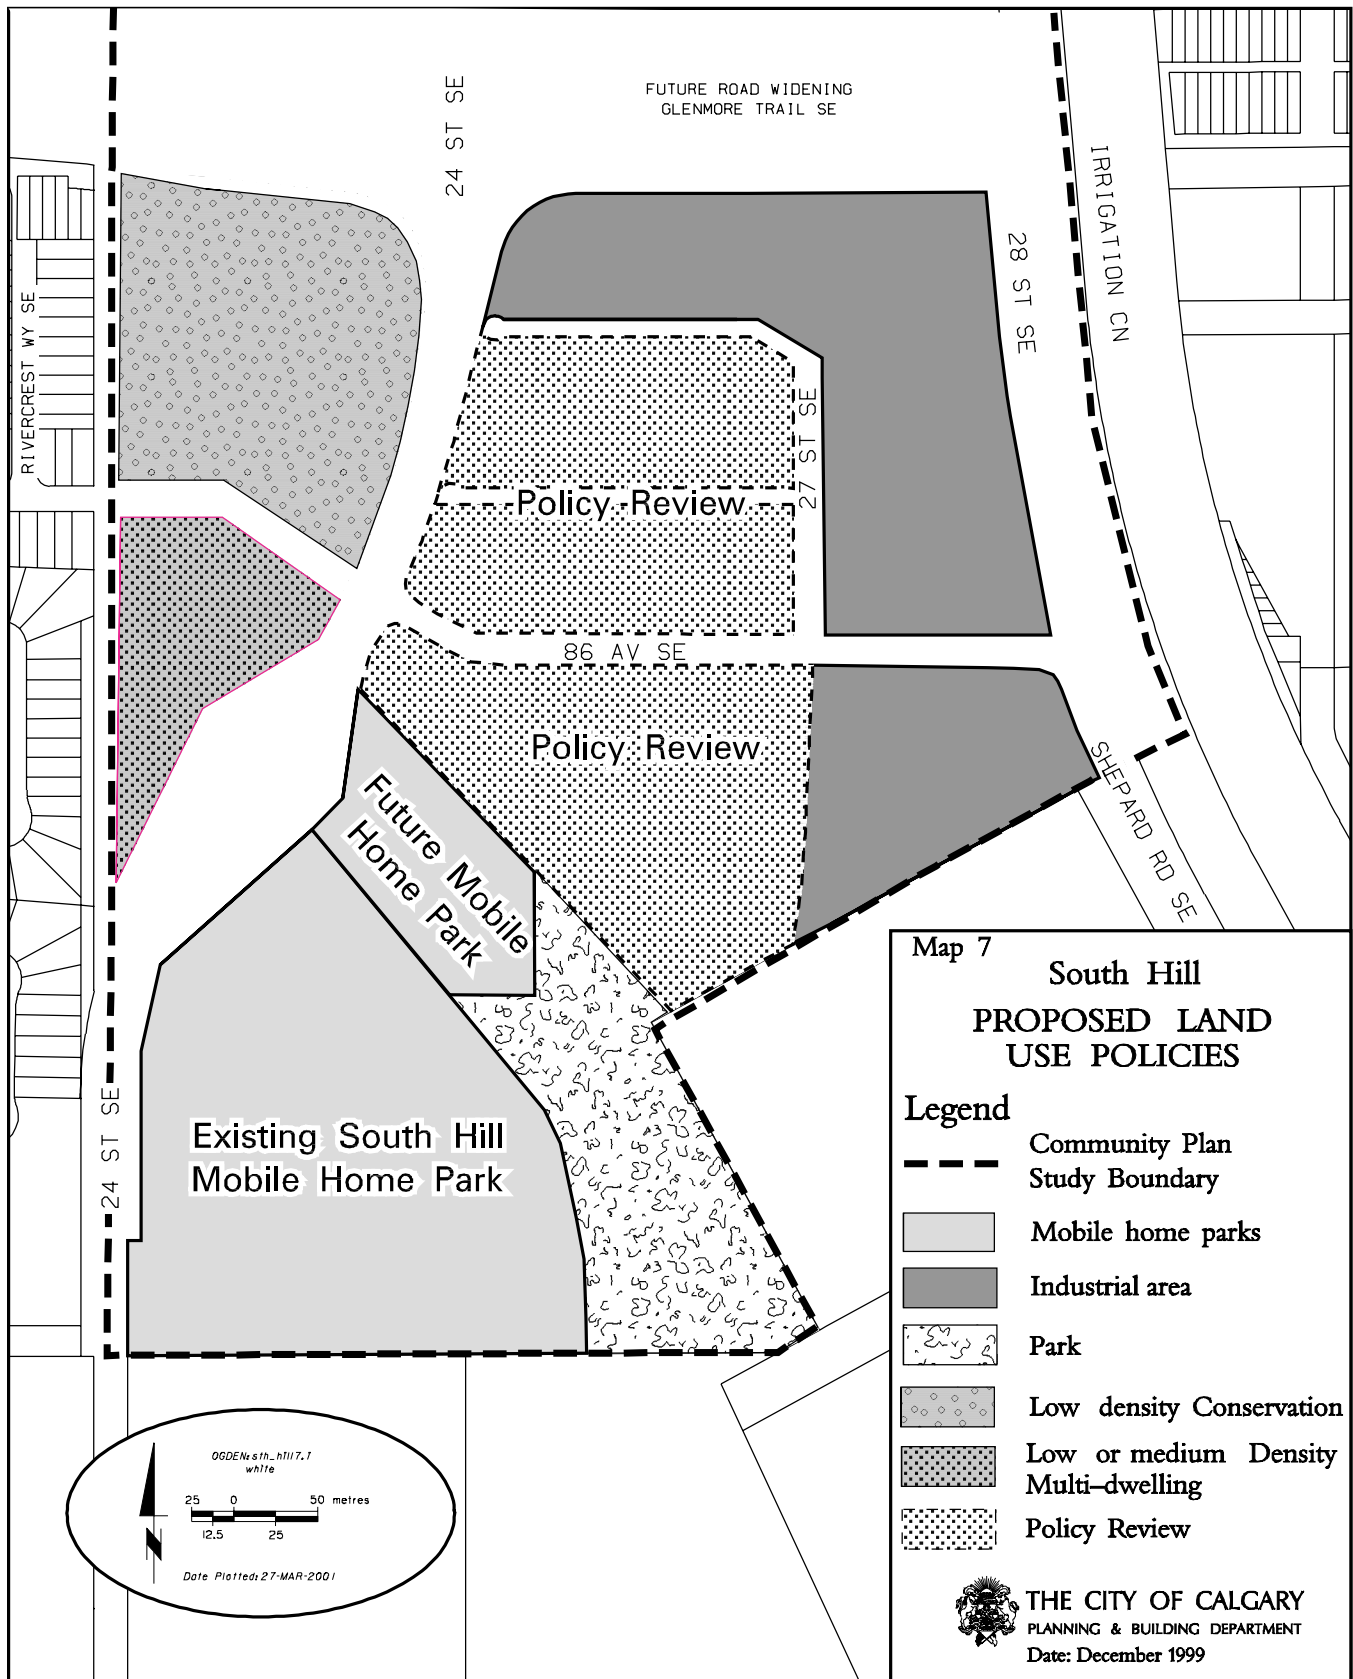 FUTURE ROAD WIDENING
GLENMORE TRAIL SE
24 ST SE
IRRIGATION CN
28 ST SE
RIVERCREST WY SE
27 ST SE
Policy Review
86 AV SE
Policy Review
SHEPARD RD SE
Future Mobile
Home Park
24 ST SE
Existing South Hill
Mobile Home Park
Map 7
South Hill
PROPOSED LAND
USE POLICIES
Legend
Community Plan
Study Boundary
Mobile home parks
Industrial area
Park
Low density Conservation
Low or medium Density
Multi-dwelling
Policy Review
THE CITY OF CALGARY
PLANNING & BUILDING DEPARTMENT
Date: December 1999
OGDEN:sth_hill7.1
white
25 0 50 metres
12.5 25
N
Date Plotted: 27-MAR-2001